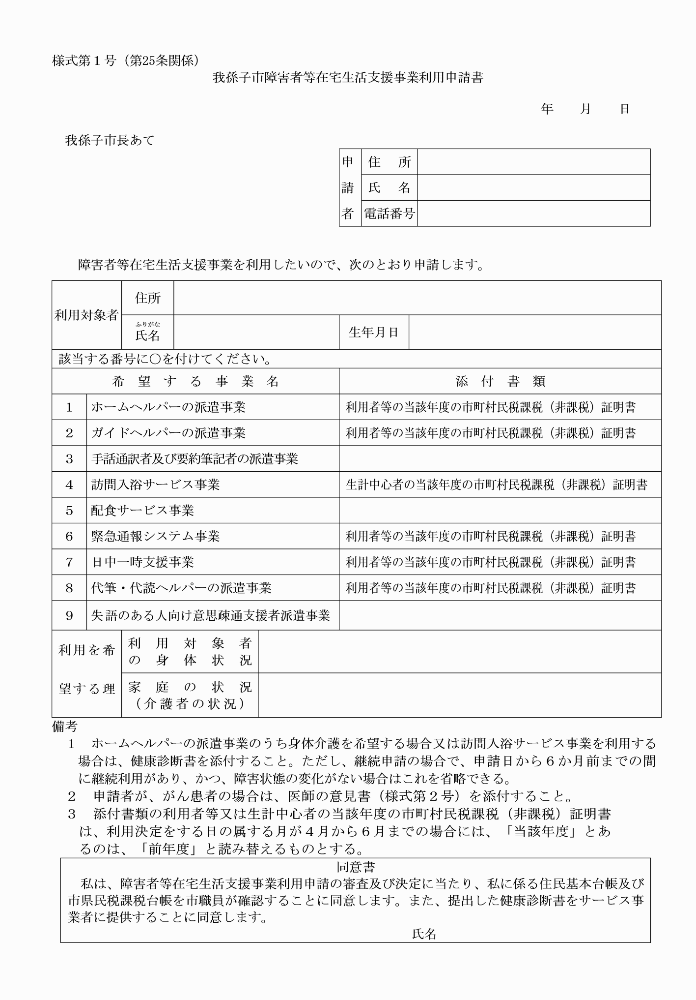 様式第１号（第25条関係）
我孫子市障害者等在宅生活支援事業利用申請書
年　　月　　日
我孫子市長あて
申請者
住　所
氏　名
電話番号
障害者等在宅生活支援事業を利用したいので、次のとおり申請します。
利用対象者
住所
ふりがな
氏名
生年月日
該当する番号に○を付けてください。
希　望　す　る　事　業　名　添　付　書　類
１　ホームヘルパーの派遣事業　利用者等の当該年度の市町村民税課税（非課税）証明書
２　ガイドヘルパーの派遣事業　利用者等の当該年度の市町村民税課税（非課税）証明書
３　手話通訳者及び要約筆記者の派遣事業
４　訪問入浴サービス事業　生計中心者の当該年度の市町村民税課税（非課税）証明書
５　配食サービス事業
６　緊急通報システム事業　利用者等の当該年度の市町村民税課税（非課税）証明書
７　日中一時支援事業　利用者等の当該年度の市町村民税課税（非課税）証明書
８　代筆・代読ヘルパーの派遣事業　利用者等の当該年度の市町村民税課税（非課税）証明書
９　失語のある人向け意思疎通支援者派遣事業
利用を希
望する理
利　用　対　象　者
の　身　体　状　況
家　庭　の　状　況
（介護者の状況）
備考
１　ホームヘルパーの派遣事業のうち身体介護を希望する場合又は訪問入浴サービス事業を利用する
場合は、健康診断書を添付すること。ただし、継続申請の場合で、申請日から６か月前までの間
に継続利用があり、かつ、障害状態の変化がない場合はこれを省略できる。
２　申請者が、がん患者の場合は、医師の意見書（様式第２号）を添付すること。
３　添付書類の利用者等又は生計中心者の当該年度の市町村民税課税（非課税）証明書
は、利用決定をする日の属する月が４月から６月までの場合には、「当該年度」とあ
るのは、「前年度」と読み替えるものとする。
同意書
私は、障害者等在宅生活支援事業利用申請の審査及び決定に当たり、私に係る住民基本台帳及び
市県民税課税台帳を市職員が確認することに同意します。また、提出した健康診断書をサービス事
業者に提供することに同意します。
氏名